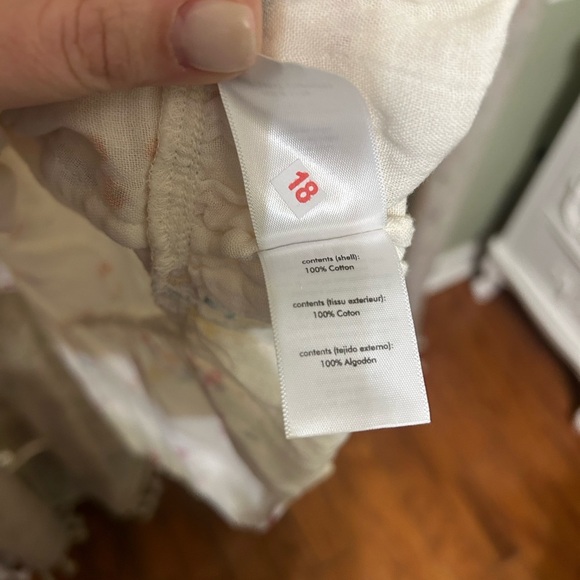 18
contents (shell):
100% Cotton
contents (tissu exterieur):
100% Coton
contents (tejido externo):
100% Algodón